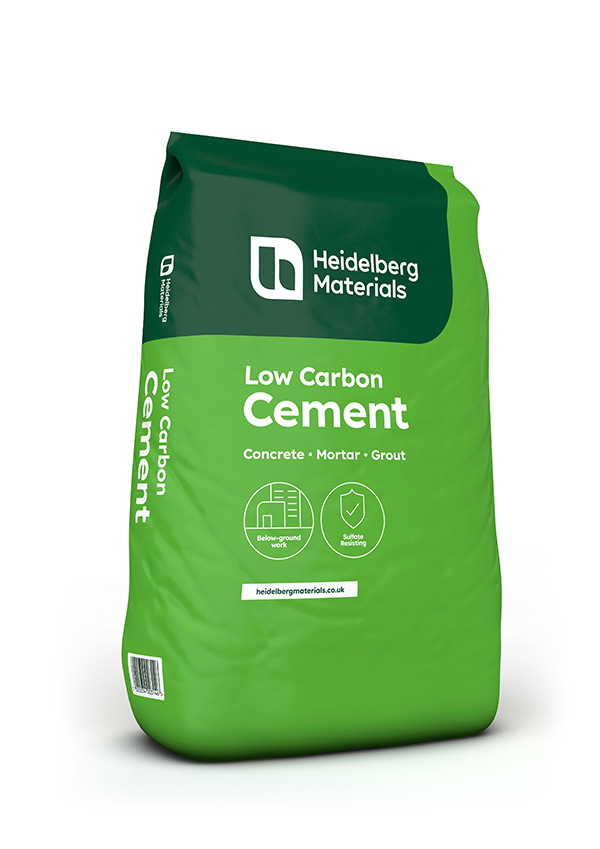 Heidelberg
Materials
Low Carbon
Cement
Concrete • Mortar • Grout
Below-ground
work
Sulfate
Resisting
heidelbergmaterials.co.uk
Heidelberg
Materials
Low Carbon
Cement